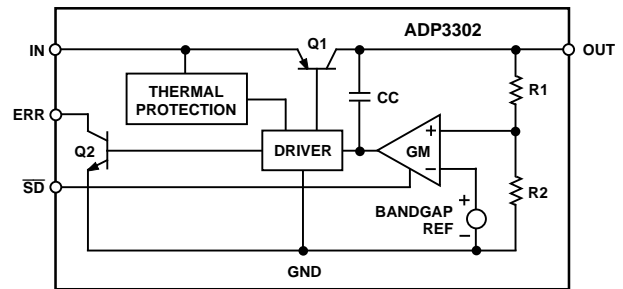 ADP3302
IN
Q1
OUT
THERMAL
PROTECTION
CC
R1
ERR
Q2
DRIVER
+
GM
−
SD
R2
+
BANDGAP
REF
−
GND